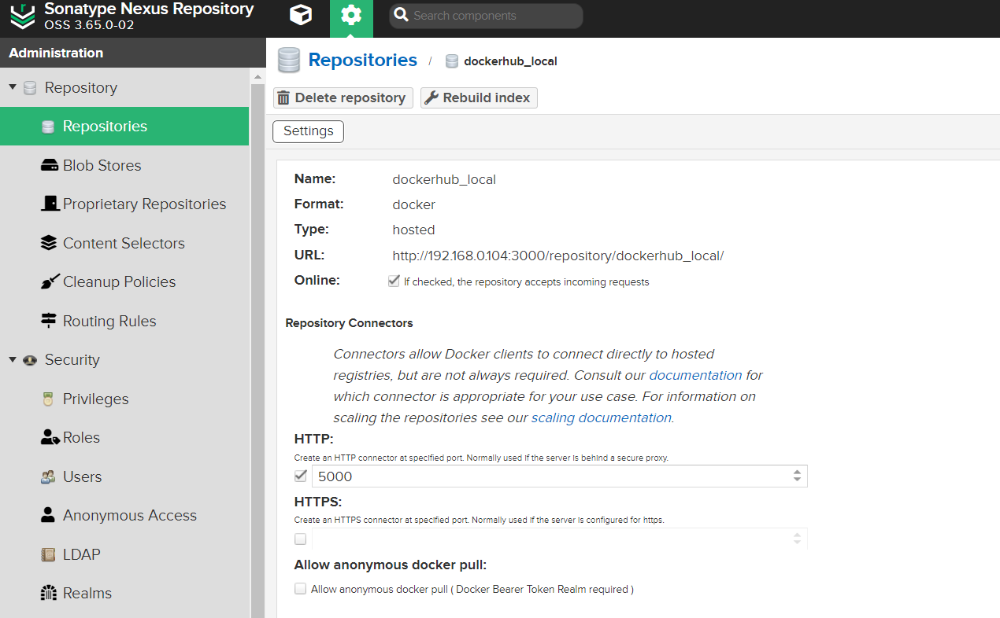 Sonatype Nexus Repository
OSS 3.65.0-02
Search components
Administration
Repository
Repositories
Blob Stores
Proprietary Repositories
Content Selectors
Cleanup Policies
Routing Rules
Security
Privileges
Roles
Users
Anonymous Access
LDAP
Realms
Repositories / dockerhub_local
Delete repository Rebuild index
Settings
Name: dockerhub_local
Format: docker
Type: hosted
URL: http://192.168.0.104:3000/repository/dockerhub_local/
Online: If checked, the repository accepts incoming requests
Repository Connectors
Connectors allow Docker clients to connect directly to hosted
registries, but are not always required. Consult our documentation for
which connector is appropriate for your use case. For information on
scaling the repositories see our scaling documentation.
HTTP:
Create an HTTP connector at specified port. Normally used if the server is behind a secure proxy.
5000
HTTPS:
Create an HTTPS connector at specified port. Normally used if the server is configured for https.
Allow anonymous docker pull:
Allow anonymous docker pull ( Docker Bearer Token Realm required )